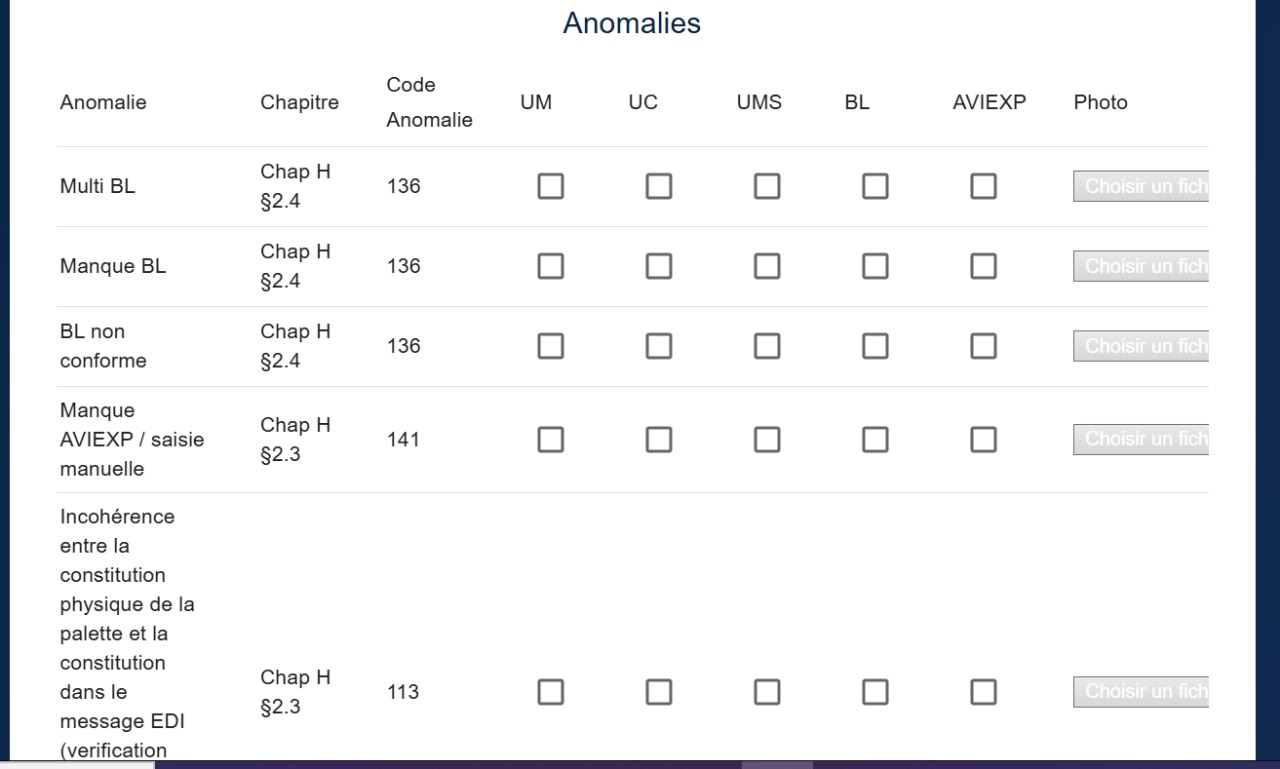 Anomalies
Anomalie Chapitre Code Anomalie UM UC UMS BL AVIEXP Photo
Multi BL Chap H §2.4 136 Choisir un fich
Manque BL Chap H §2.4 136 Choisir un fich
BL non conforme Chap H §2.4 136 Choisir un fich
Manque AVIEXP / saisie manuelle Chap H §2.3 141 Choisir un fich
Incohérence
entre la
constitution
physique de la
palette et la
constitution
dans le
message EDI
(verification
Chap H §2.3 113 Choisir un fich